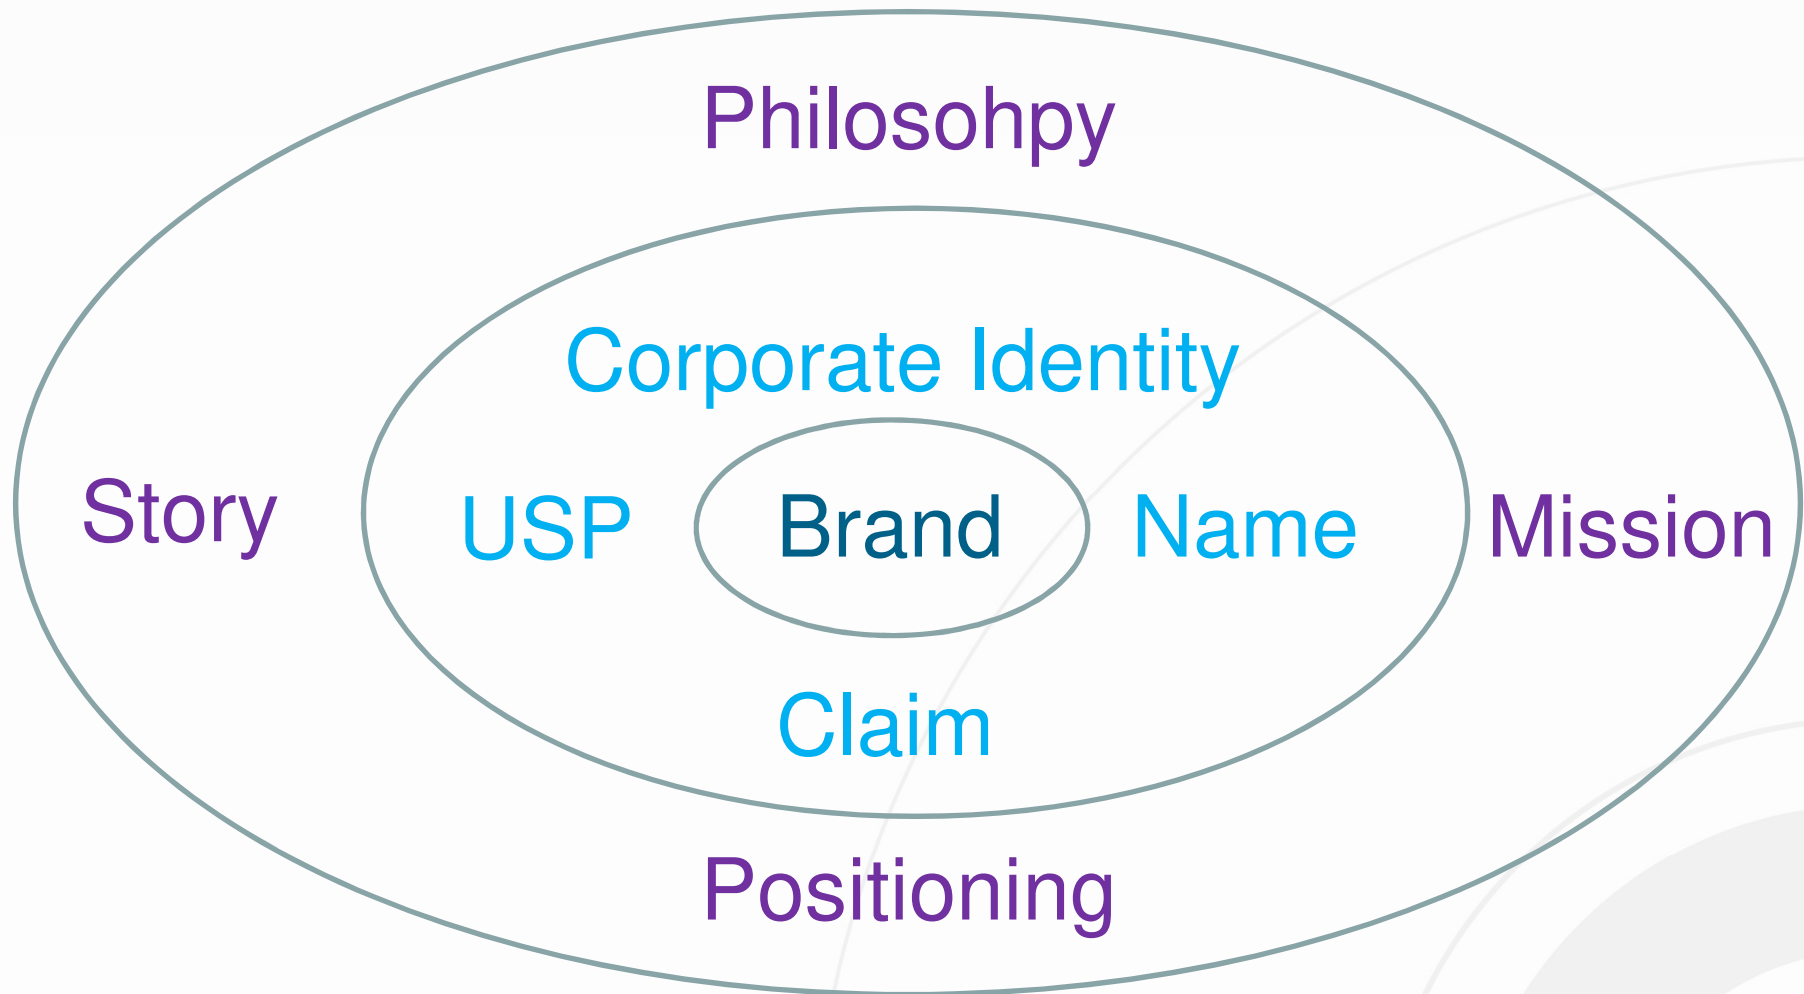 Philosohpy
Corporate Identity
Story USP Brand Name Mission
Claim
Positioning